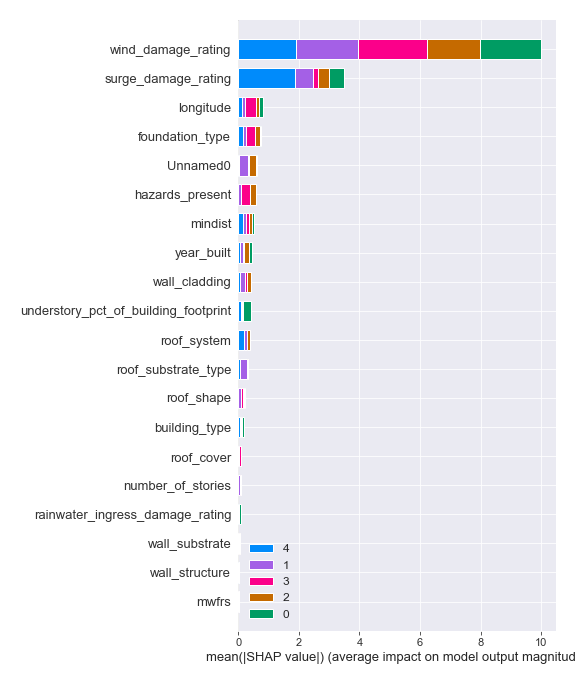 wind_damage_rating
surge_damage_rating
longitude
foundation_type
Unnamed0
hazards_present
mindist
year_built
wall_cladding
understory_pct_of_building_footprint
roof_system
roof_substrate_type
roof_shape
building_type
roof_cover
number_of_stories
rainwater_ingress_damage_rating
wall_substrate
wall_structure
mwfrs
4
1
3
2
0
0 2 4 6 8 10
mean(|SHAP value|) (average impact on model output magnitud